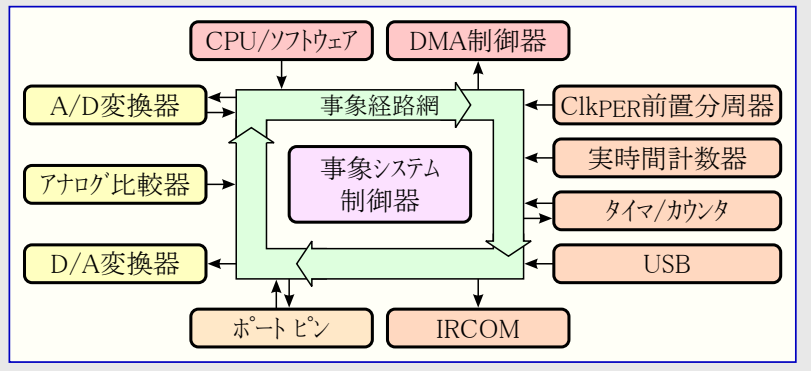 CPU/ソフトウェア
DMA制御器
A/D変換器
事象経路網
ClkPER前置分周器
アナログ比較器
事象システム
制御器
実時間計数器
タイマ/カウンタ
D/A変換器
USB
ポート ピン
IRCOM